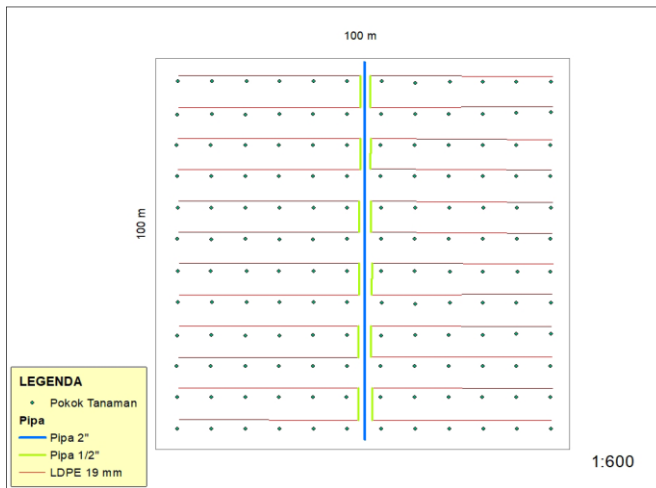 100 m
100 m
LEGENDA
Pokok Tanaman
Pipa
Pipa 2"
Pipa 1/2"
LDPE 19 mm
1:600